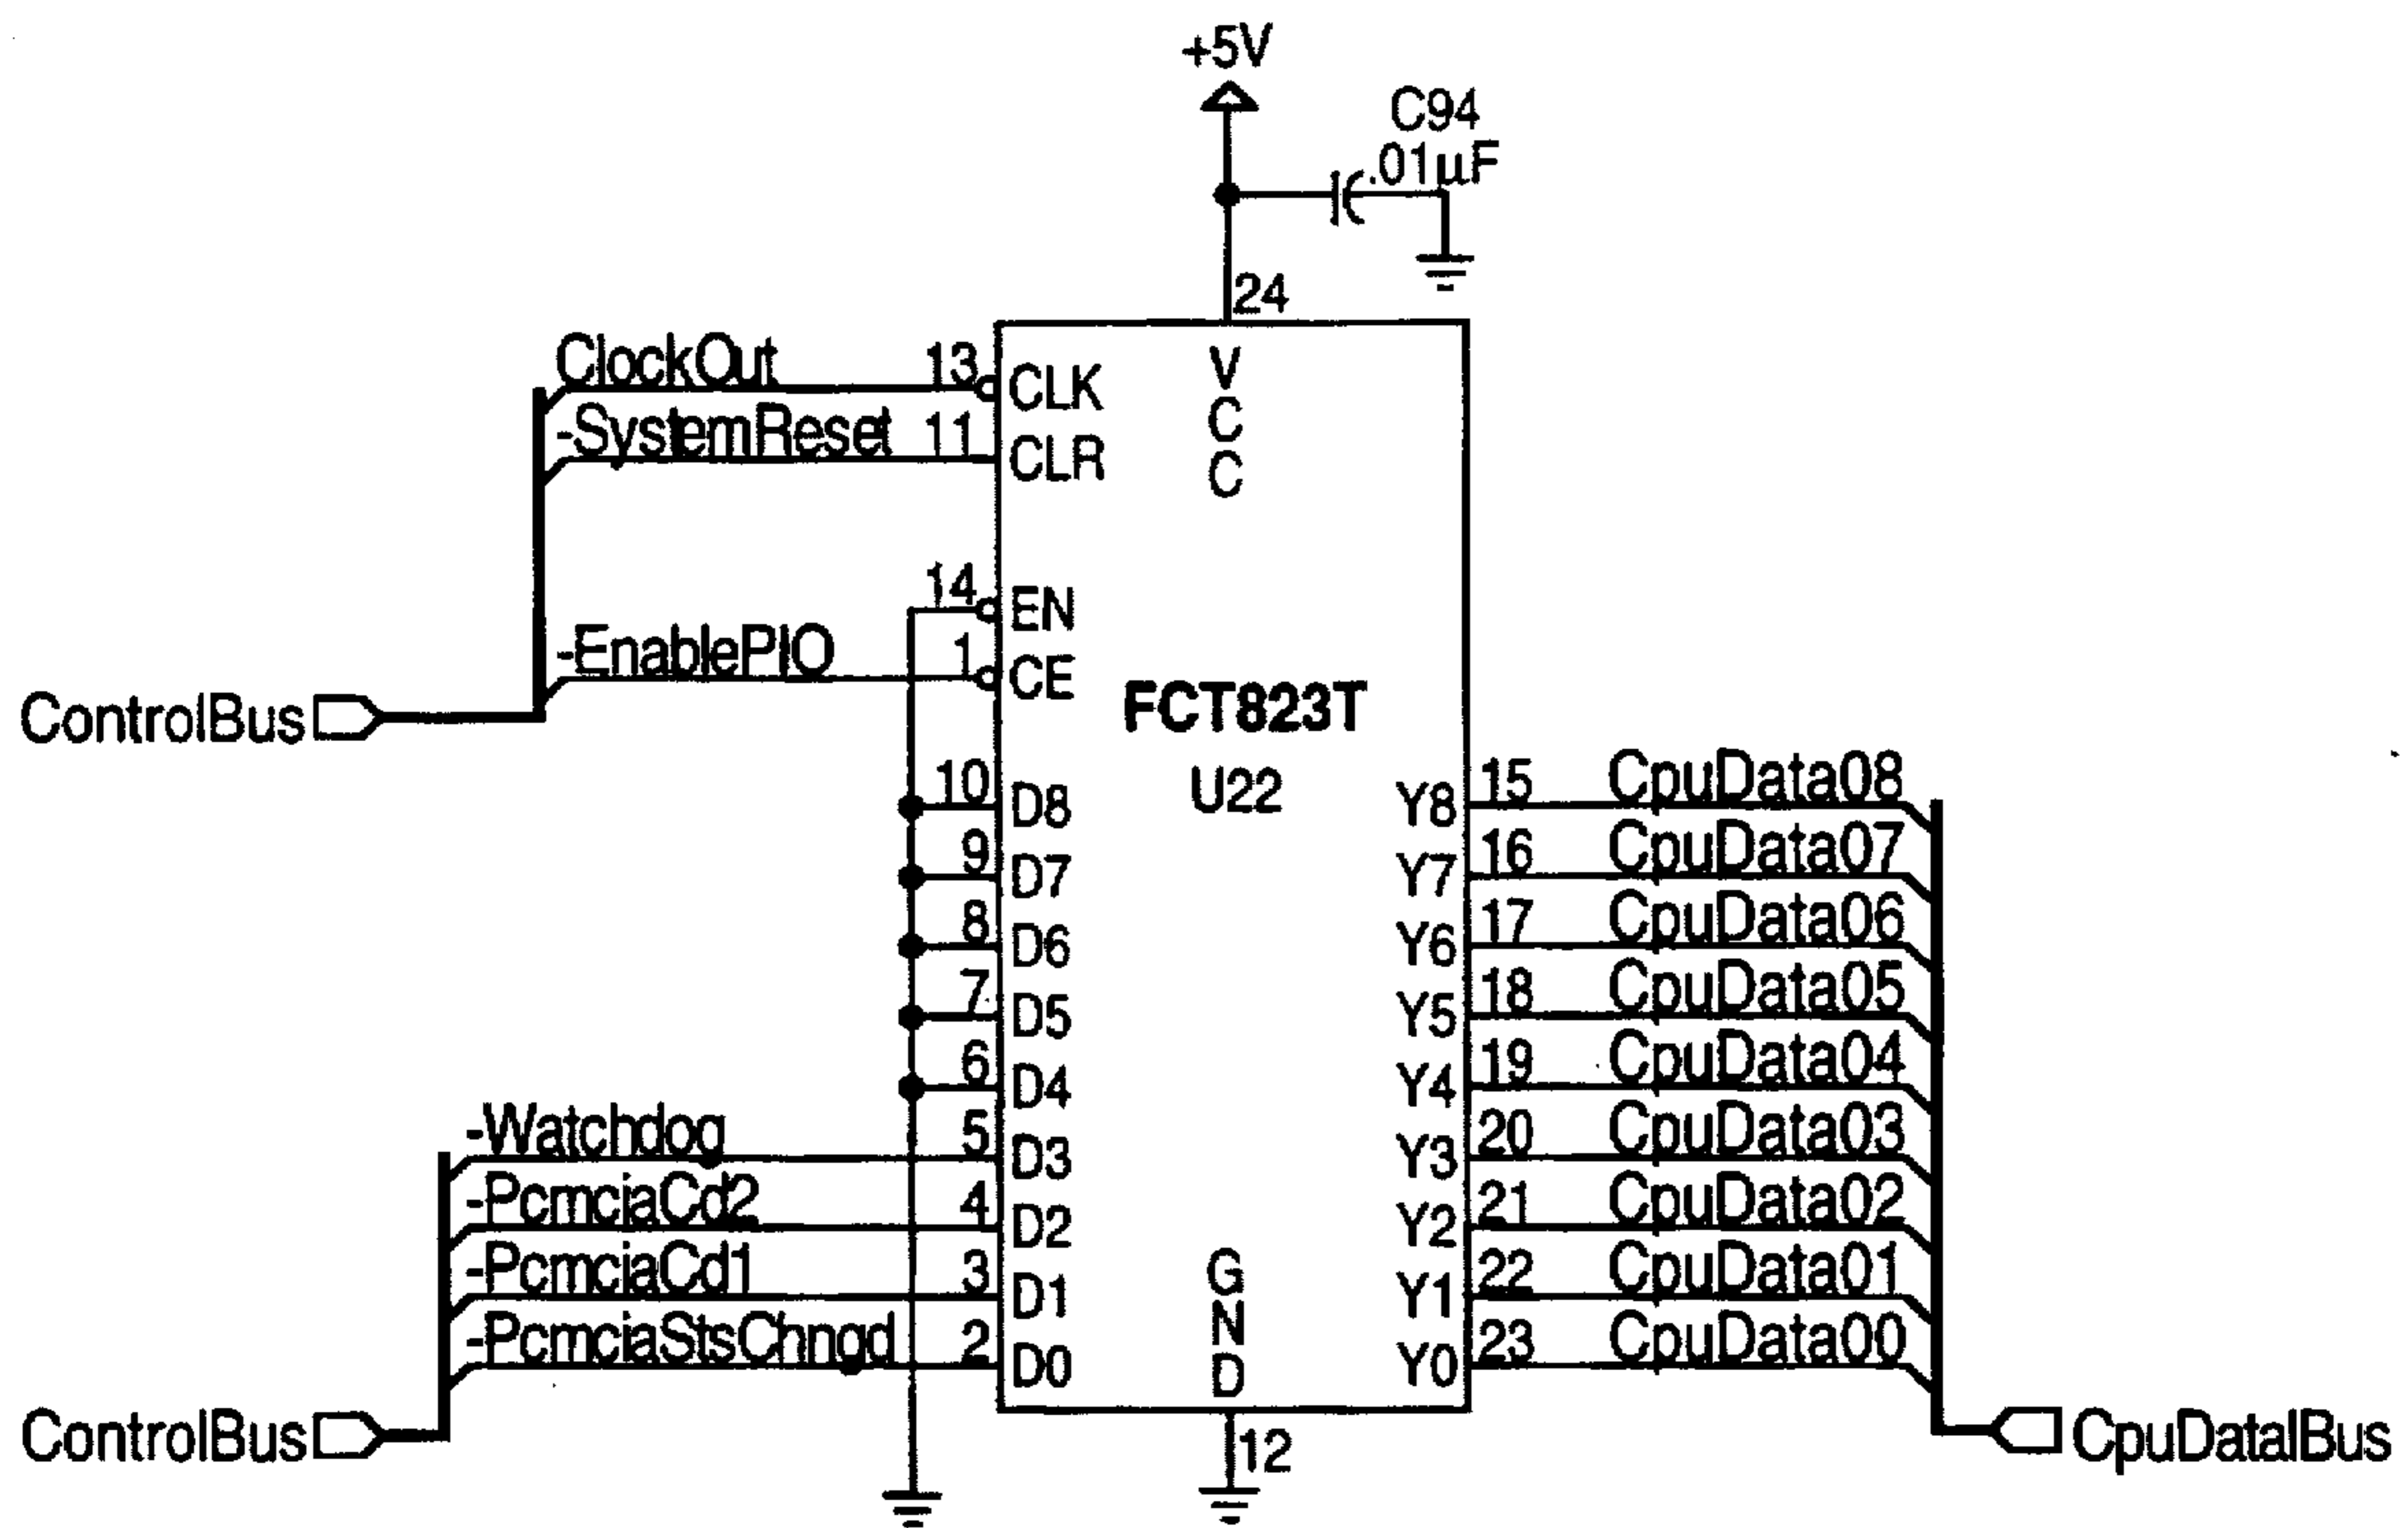 +5V
C94
.01µF
24
ClockOut 13 CLK
-SystemReset 11 CLR
VCC
14 EN
-EnablePIO 1 CE
ControlBus
FCT823T
U22
10 D8 Y8 15 CpuData08
9 D7 Y7 16 CpuData07
8 D6 Y6 17 CpuData06
7 D5 Y5 18 CpuData05
6 D4 Y4 19 CpuData04
-Watchdog 5 D3 Y3 20 CpuData03
-PcmciaCd2 4 D2 Y2 21 CpuData02
-PcmciaCd1 3 D1 Y1 22 CpuData01
-PcmciaStsChngd 2 D0 Y0 23 CpuData00
GND
12
ControlBus
CpuDatalBus